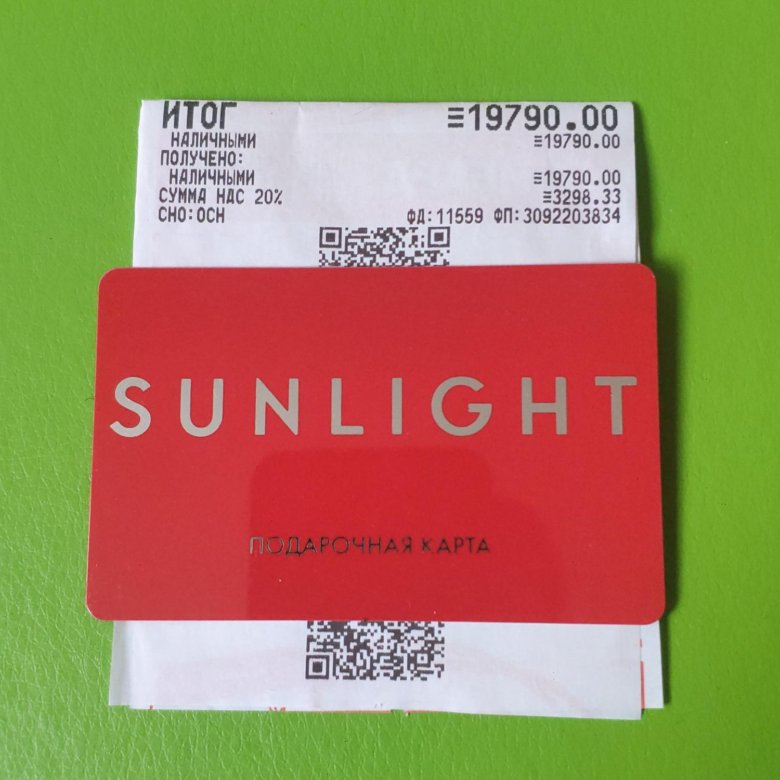 ИТОГ ≡19790.00
НАЛИЧНЫМИ ≡19790.00
ПОЛУЧЕНО:
НАЛИЧНЫМИ ≡19790.00
СУММА НДС 20% ≡3298.33
СНО:ОСН ФД:11559 ФП:3092203834
SUNLIGHT
ПОДАРОЧНАЯ КАРТА